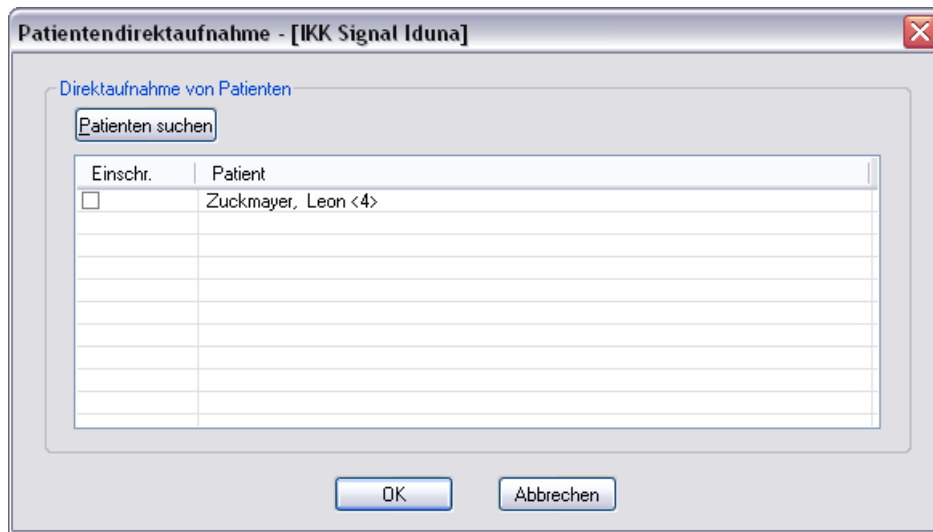 Patientendirektaufnahme - [IKK Signal Iduna]
Direktaufnahme von Patienten
Patienten suchen
Einschr. Patient
Zuckmayer, Leon <4>
OK Abbrechen